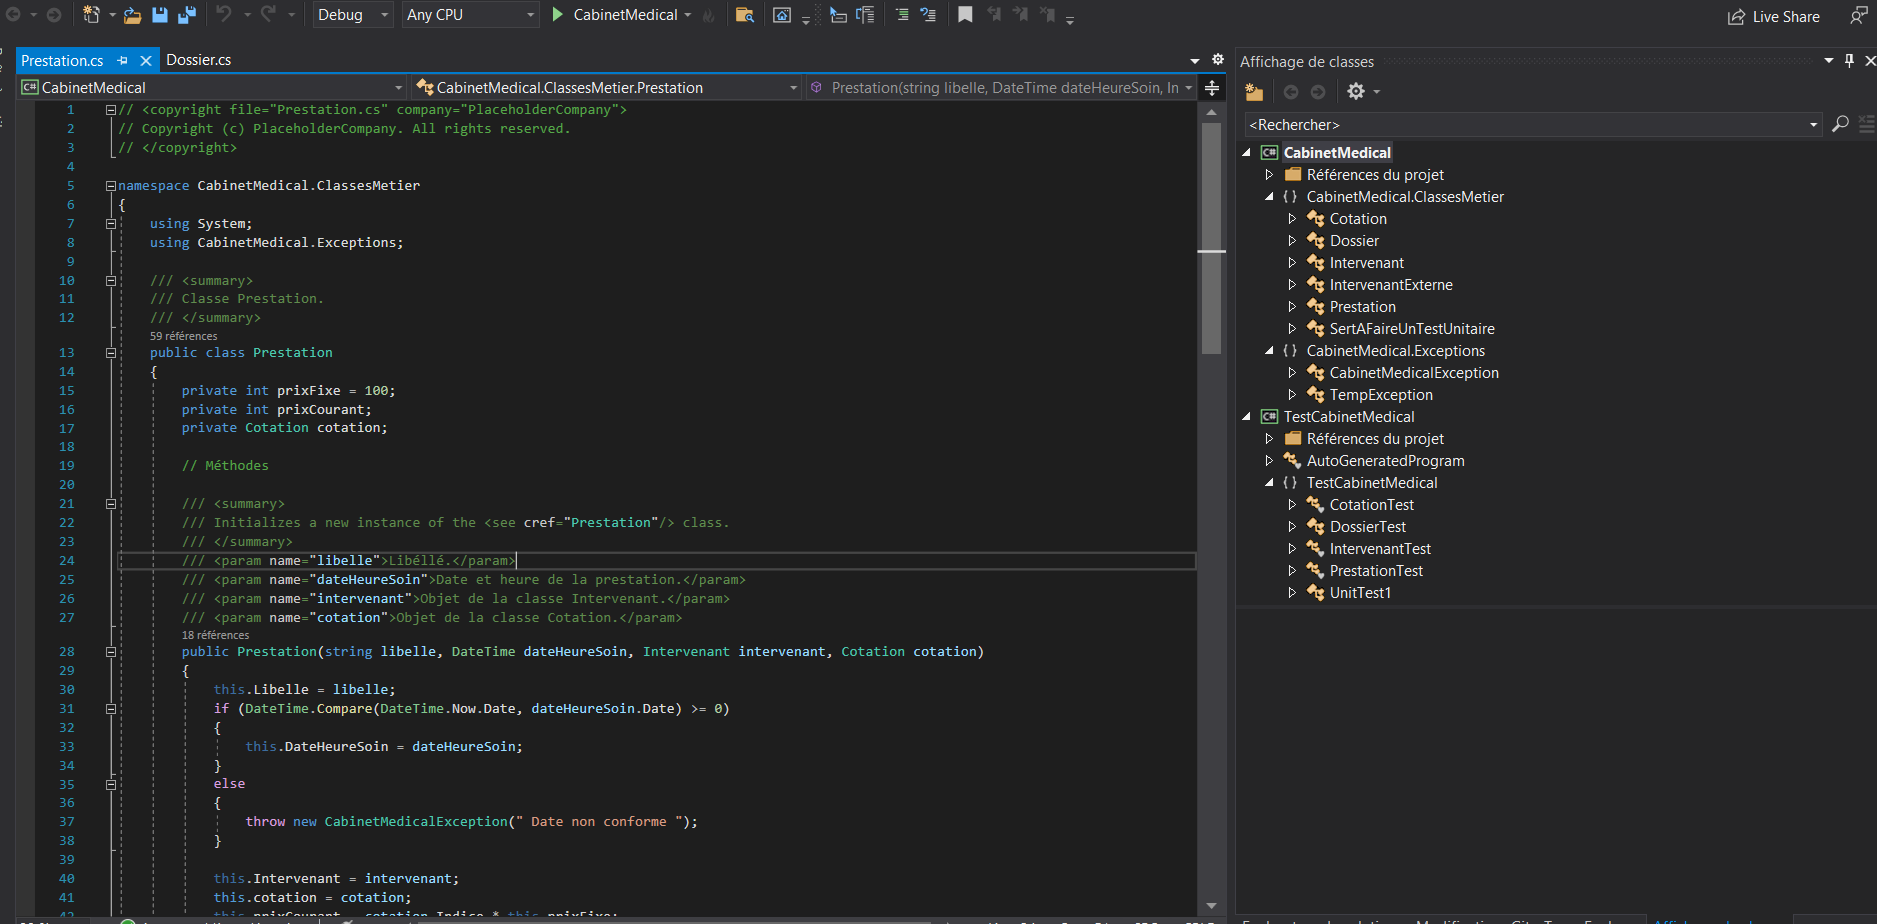 Debug
Any CPU
CabinetMedical
Live Share
Prestation.cs
Dossier.cs
CabinetMedical
CabinetMedical.ClassesMetier.Prestation
Prestation(string libelle, DateTime dateHeureSoin, In
1 // <copyright file="Prestation.cs" company="PlaceholderCompany">
2 // Copyright (c) PlaceholderCompany. All rights reserved.
3 // </copyright>
4
5 namespace CabinetMedical.ClassesMetier
6 {
7 using System;
8 using CabinetMedical.Exceptions;
9
10 /// <summary>
11 /// Classe Prestation.
12 /// </summary>
59 références
13 public class Prestation
14 {
15 private int prixFixe = 100;
16 private int prixCourant;
17 private Cotation cotation;
18
19 // Méthodes
20
21 /// <summary>
22 /// Initializes a new instance of the <see cref="Prestation"/> class.
23 /// </summary>
24 /// <param name="libelle">Libéllé.</param>
25 /// <param name="dateHeureSoin">Date et heure de la prestation.</param>
26 /// <param name="intervenant">Objet de la classe Intervenant.</param>
27 /// <param name="cotation">Objet de la classe Cotation.</param>
18 références
28 public Prestation(string libelle, DateTime dateHeureSoin, Intervenant intervenant, Cotation cotation)
29 {
30 this.Libelle = libelle;
31 if (DateTime.Compare(DateTime.Now.Date, dateHeureSoin.Date) >= 0)
32 {
33 this.DateHeureSoin = dateHeureSoin;
34 }
35 else
36 {
37 throw new CabinetMedicalException(" Date non conforme ");
38 }
39
40 this.Intervenant = intervenant;
41 this.cotation = cotation;
42 this.prixCourant = cotation.Indice * this.prixFixe;
Affichage de classes
<Rechercher>
CabinetMedical
Références du projet
CabinetMedical.ClassesMetier
Cotation
Dossier
Intervenant
IntervenantExterne
Prestation
SertAFaireUnTestUnitaire
CabinetMedical.Exceptions
CabinetMedicalException
TempException
TestCabinetMedical
Références du projet
AutoGeneratedProgram
TestCabinetMedical
CotationTest
DossierTest
IntervenantTest
PrestationTest
UnitTest1